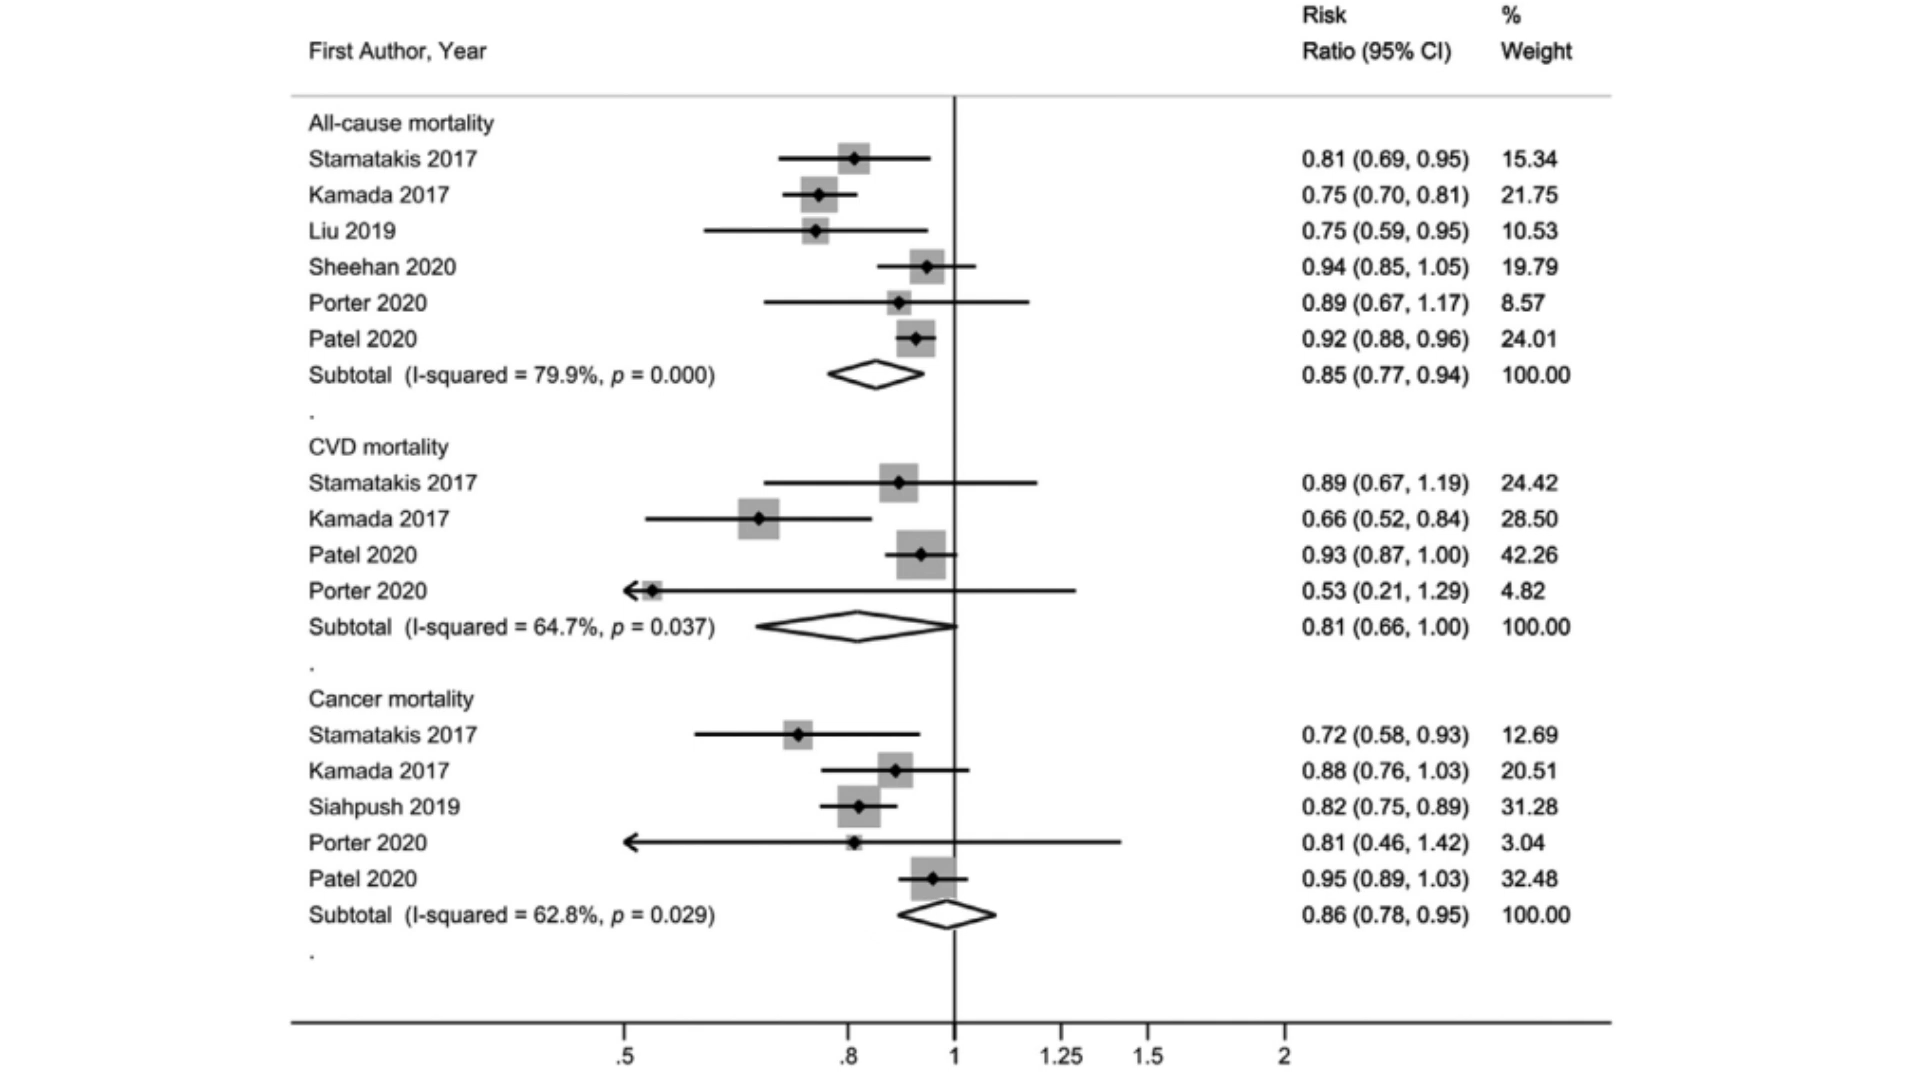 Risk %
First Author, Year Ratio (95% CI) Weight
All-cause mortality
Stamatakis 2017 0.81 (0.69, 0.95) 15.34
Kamada 2017 0.75 (0.70, 0.81) 21.75
Liu 2019 0.75 (0.59, 0.95) 10.53
Sheehan 2020 0.94 (0.85, 1.05) 19.79
Porter 2020 0.89 (0.67, 1.17) 8.57
Patel 2020 0.92 (0.88, 0.96) 24.01
Subtotal (I-squared = 79.9%, p = 0.000) 0.85 (0.77, 0.94) 100.00
.
CVD mortality
Stamatakis 2017 0.89 (0.67, 1.19) 24.42
Kamada 2017 0.66 (0.52, 0.84) 28.50
Patel 2020 0.93 (0.87, 1.00) 42.26
Porter 2020 0.53 (0.21, 1.29) 4.82
Subtotal (I-squared = 64.7%, p = 0.037) 0.81 (0.66, 1.00) 100.00
.
Cancer mortality
Stamatakis 2017 0.72 (0.58, 0.93) 12.69
Kamada 2017 0.88 (0.76, 1.03) 20.51
Siahpush 2019 0.82 (0.75, 0.89) 31.28
Porter 2020 0.81 (0.46, 1.42) 3.04
Patel 2020 0.95 (0.89, 1.03) 32.48
Subtotal (I-squared = 62.8%, p = 0.029) 0.86 (0.78, 0.95) 100.00
.
.5 .8 1 1.25 1.5 2